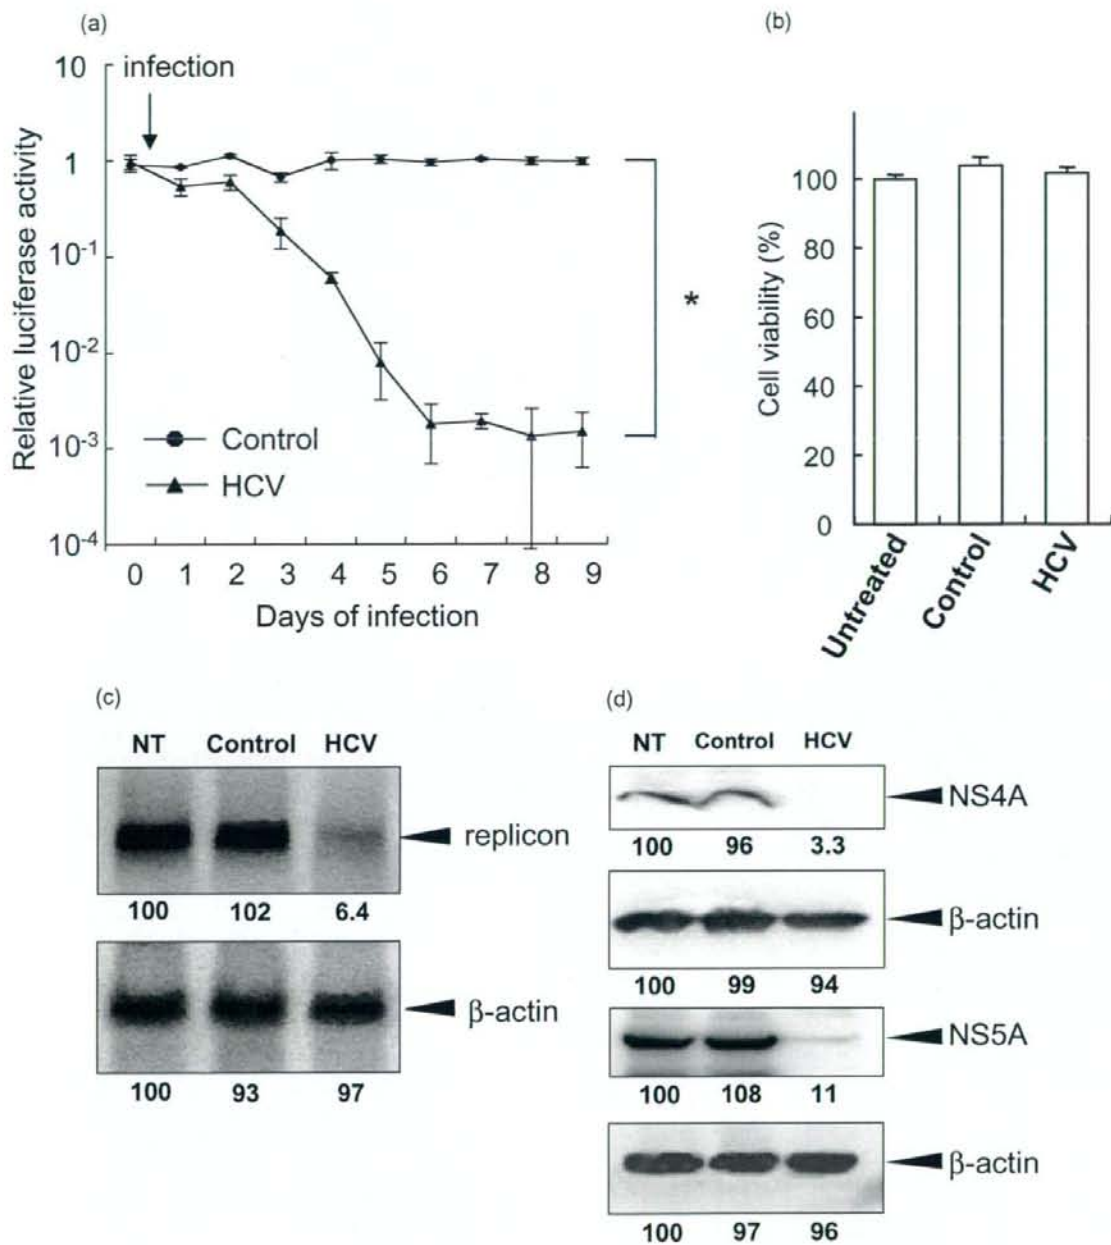 (a)
10
infection
1
10-1
10-2
10-3
10-4
Relative luciferase activity
Control
HCV
*
0 1 2 3 4 5 6 7 8 9
Days of infection
(b)
100
80
60
40
20
0
Cell viability (%)
Untreated
Control
HCV
(c)
NT Control HCV
replicon
100 102 6.4
β-actin
100 93 97
(d)
NT Control HCV
NS4A
100 96 3.3
β-actin
100 99 94
NS5A
100 108 11
β-actin
100 97 96